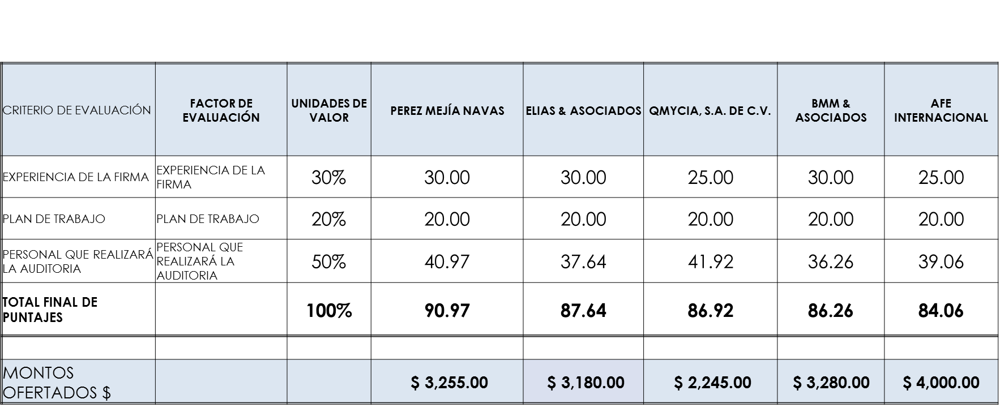 CRITERIO DE EVALUACIÓN
FACTOR DE
EVALUACIÓN
UNIDADES DE
VALOR
PEREZ MEJÍA NAVAS
ELIAS & ASOCIADOS
QMYCIA, S.A. DE C.V.
BMM &
ASOCIADOS
AFE
INTERNACIONAL
EXPERIENCIA DE LA FIRMA
EXPERIENCIA DE LA
FIRMA
30%
30.00
30.00
25.00
30.00
25.00
PLAN DE TRABAJO
PLAN DE TRABAJO
20%
20.00
20.00
20.00
20.00
20.00
PERSONAL QUE REALIZARÁ
LA AUDITORIA
PERSONAL QUE
REALIZARÁ LA
AUDITORIA
50%
40.97
37.64
41.92
36.26
39.06
TOTAL FINAL DE
PUNTAJES
100%
90.97
87.64
86.92
86.26
84.06
MONTOS
OFERTADOS $
$ 3,255.00
$ 3,180.00
$ 2,245.00
$ 3,280.00
$ 4,000.00